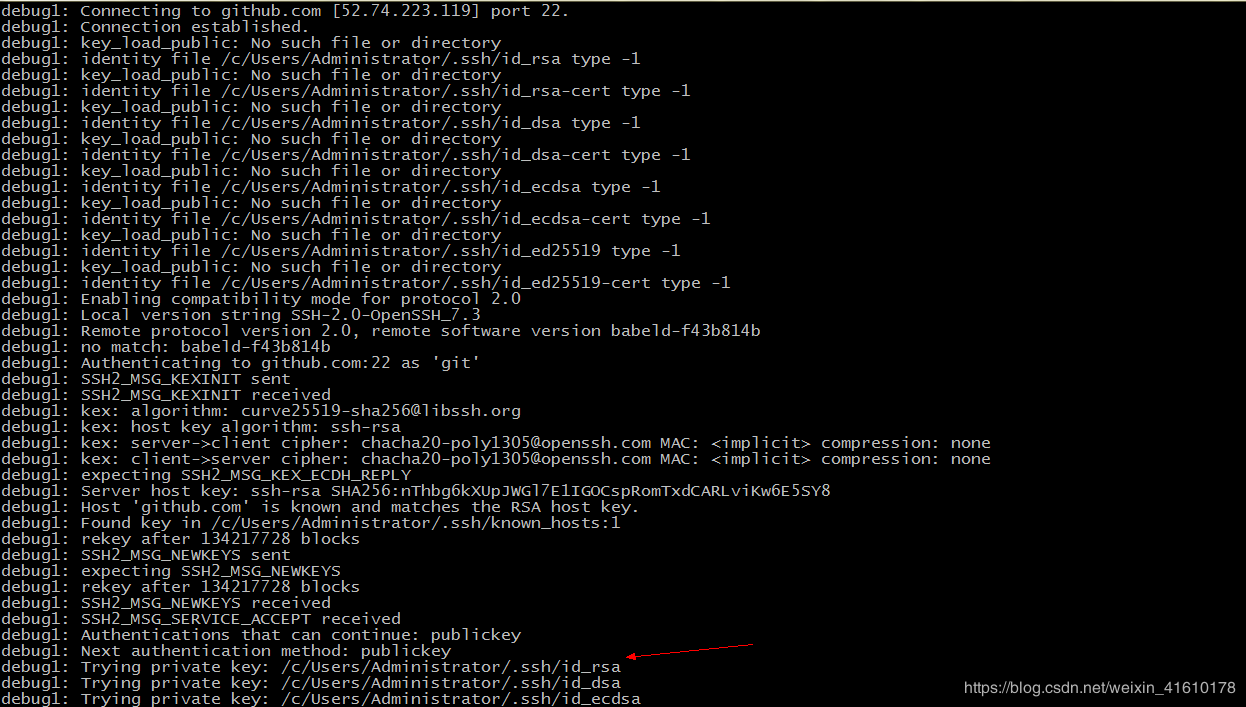 debug1: Connecting to github.com [52.74.223.119] port 22.
debug1: Connection established.
debug1: key_load_public: No such file or directory
debug1: identity file /c/Users/Administrator/.ssh/id_rsa type -1
debug1: key_load_public: No such file or directory
debug1: identity file /c/Users/Administrator/.ssh/id_rsa-cert type -1
debug1: key_load_public: No such file or directory
debug1: identity file /c/Users/Administrator/.ssh/id_dsa type -1
debug1: key_load_public: No such file or directory
debug1: identity file /c/Users/Administrator/.ssh/id_dsa-cert type -1
debug1: key_load_public: No such file or directory
debug1: identity file /c/Users/Administrator/.ssh/id_ecdsa type -1
debug1: key_load_public: No such file or directory
debug1: identity file /c/Users/Administrator/.ssh/id_ecdsa-cert type -1
debug1: key_load_public: No such file or directory
debug1: identity file /c/Users/Administrator/.ssh/id_ed25519 type -1
debug1: key_load_public: No such file or directory
debug1: identity file /c/Users/Administrator/.ssh/id_ed25519-cert type -1
debug1: Enabling compatibility mode for protocol 2.0
debug1: Local version string SSH-2.0-OpenSSH_7.3
debug1: Remote protocol version 2.0, remote software version babeld-f43b814b
debug1: no match: babeld-f43b814b
debug1: Authenticating to github.com:22 as 'git'
debug1: SSH2_MSG_KEXINIT sent
debug1: SSH2_MSG_KEXINIT received
debug1: kex: algorithm: curve25519-sha256@libssh.org
debug1: kex: host key algorithm: ssh-rsa
debug1: kex: server->client cipher: chacha20-poly1305@openssh.com MAC: <implicit> compression: none
debug1: kex: client->server cipher: chacha20-poly1305@openssh.com MAC: <implicit> compression: none
debug1: expecting SSH2_MSG_KEX_ECDH_REPLY
debug1: Server host key: ssh-rsa SHA256:nThbg6kXUpJWGl7E1IGOCspRomTxdCARLviKw6E5SY8
debug1: Host 'github.com' is known and matches the RSA host key.
debug1: Found key in /c/Users/Administrator/.ssh/known_hosts:1
debug1: rekey after 134217728 blocks
debug1: SSH2_MSG_NEWKEYS sent
debug1: expecting SSH2_MSG_NEWKEYS
debug1: rekey after 134217728 blocks
debug1: SSH2_MSG_NEWKEYS received
debug1: SSH2_MSG_SERVICE_ACCEPT received
debug1: Authentications that can continue: publickey
debug1: Next authentication method: publickey
debug1: Trying private key: /c/Users/Administrator/.ssh/id_rsa
debug1: Trying private key: /c/Users/Administrator/.ssh/id_dsa
debug1: Trying private key: /c/Users/Administrator/.ssh/id_ecdsa
https://blog.csdn.net/weixin_41610178